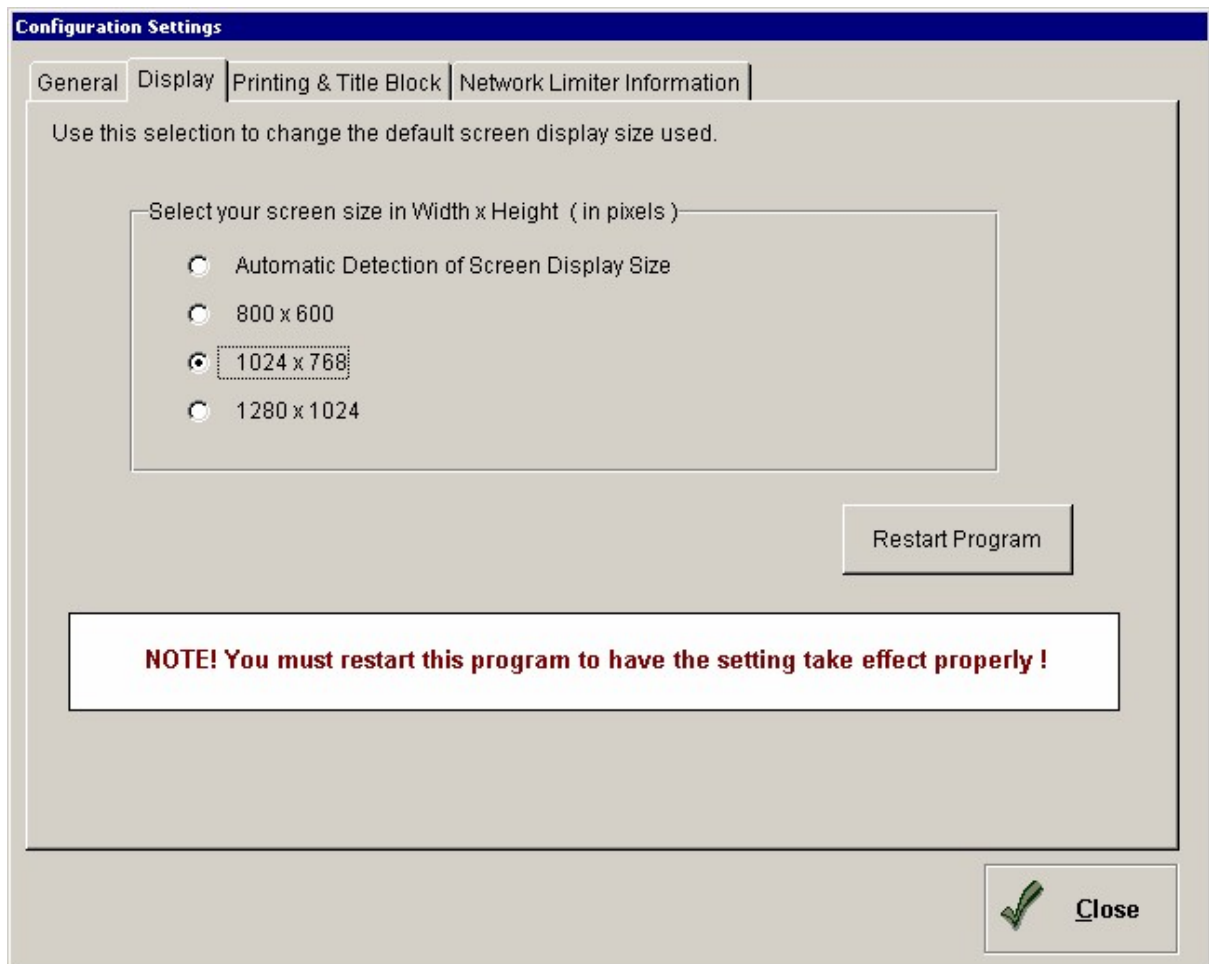 Configuration Settings
General Display Printing & Title Block Network Limiter Information
Use this selection to change the default screen display size used.
Select your screen size in Width x Height ( in pixels )
Automatic Detection of Screen Display Size
800 x 600
1024 x 768
1280 x 1024
Restart Program
NOTE! You must restart this program to have the setting take effect properly !
Close